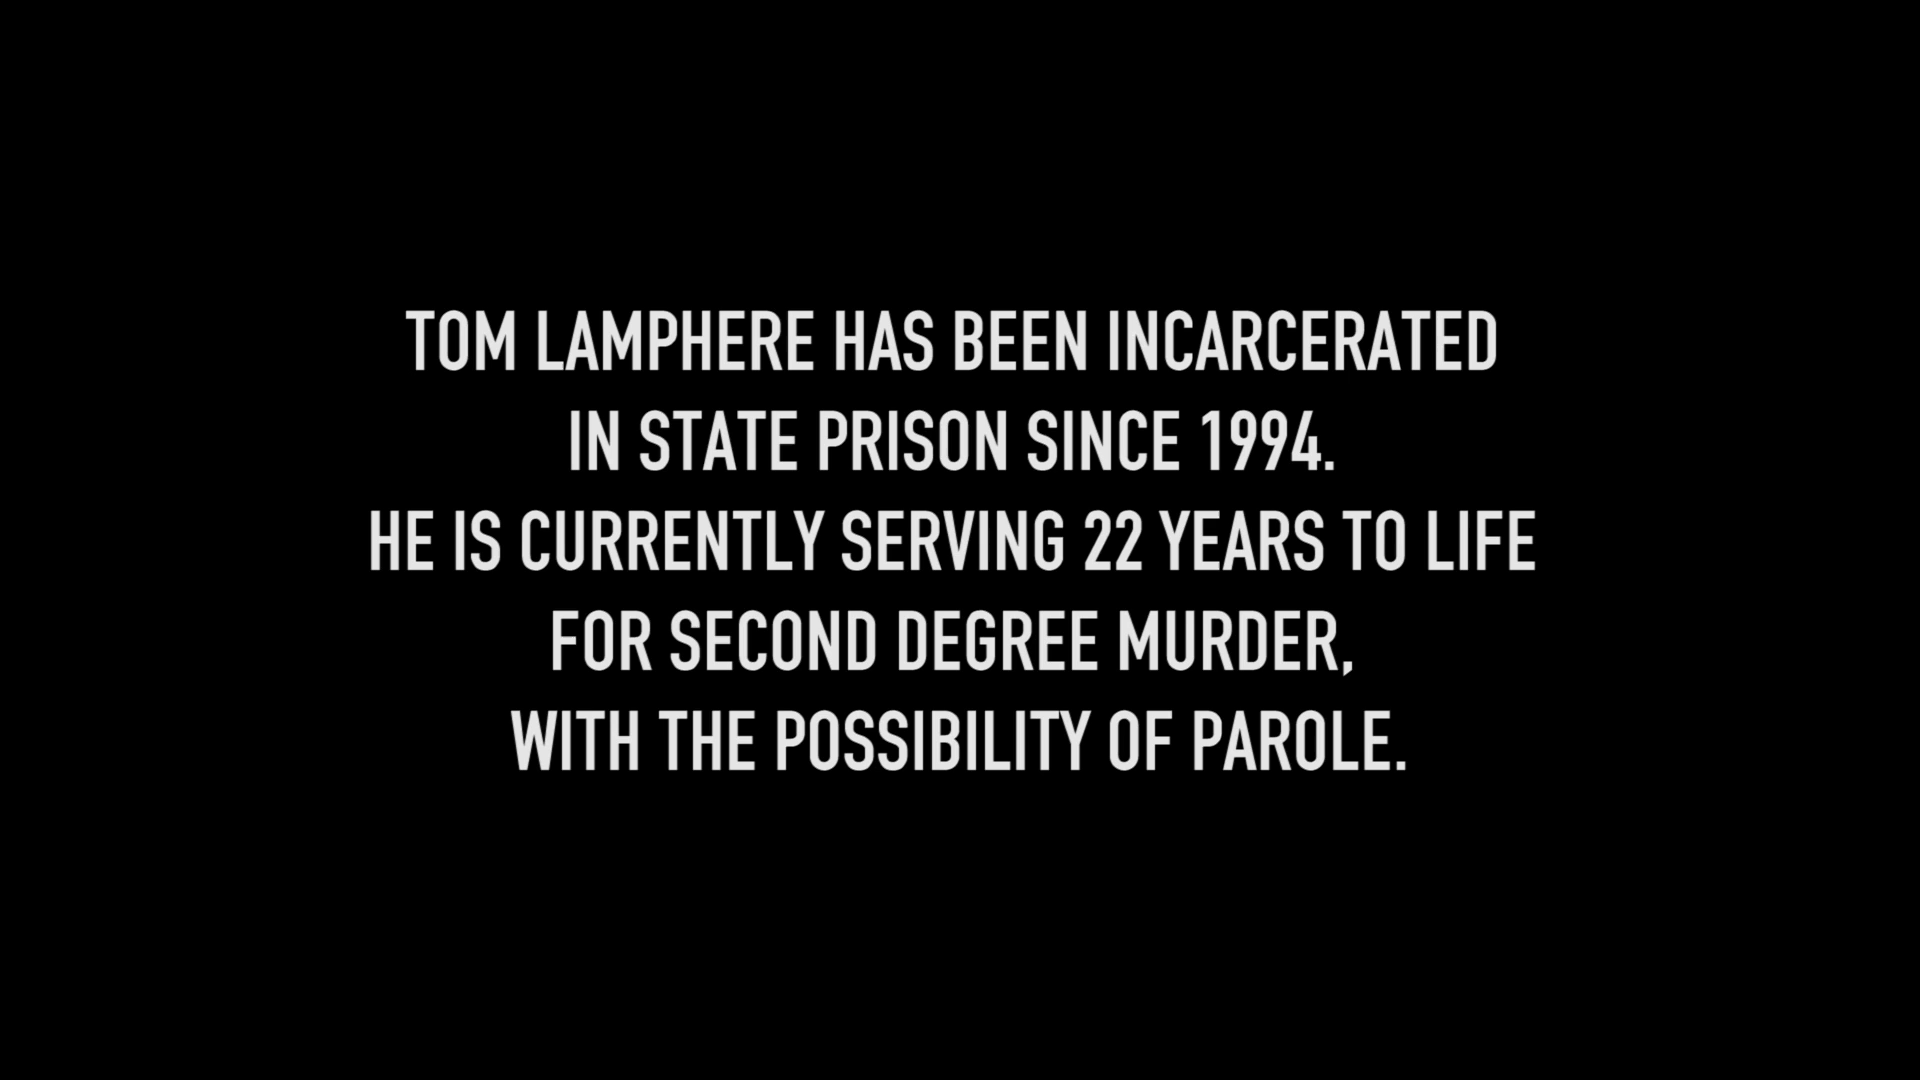 TOM LAMPHERE HAS BEEN INCARCERATED
IN STATE PRISON SINCE 1994.
HE IS CURRENTLY SERVING 22 YEARS TO LIFE
FOR SECOND DEGREE MURDER,
WITH THE POSSIBILITY OF PAROLE.